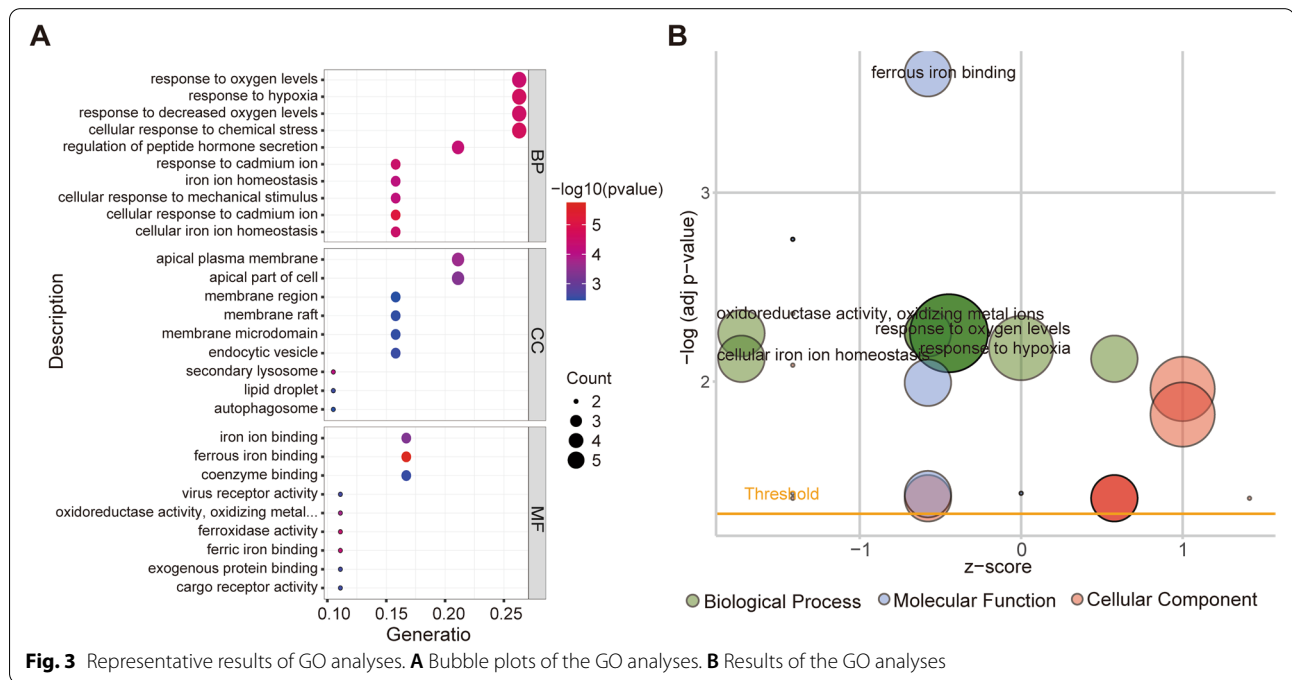 A
response to oxygen levels
response to hypoxia
response to decreased oxygen levels
cellular response to chemical stress
regulation of peptide hormone secretion
response to cadmium ion
iron ion homeostasis
cellular response to mechanical stimulus
cellular response to cadmium ion
cellular iron ion homeostasis
BP
apical plasma membrane
apical part of cell
membrane region
membrane raft
membrane microdomain
endocytic vesicle
secondary lysosome
lipid droplet
autophagosome
CC
iron ion binding
ferrous iron binding
coenzyme binding
virus receptor activity
oxidoreductase activity, oxidizing metal...
ferroxidase activity
ferric iron binding
exogenous protein binding
cargo receptor activity
MF
Description
0.10 0.15 0.20 0.25
Generatio
−log10(pvalue)
5
4
3
Count
2
3
4
5
B
ferrous iron binding
3
oxidoreductase activity, oxidizing metal ions
response to oxygen levels
response to hypoxia
cellular iron ion homeostasis
2
Threshold
−log (adj p−value)
−1 0 1
z−score
Biological Process Molecular Function Cellular Component
Fig. 3 Representative results of GO analyses. A Bubble plots of the GO analyses. B Results of the GO analyses